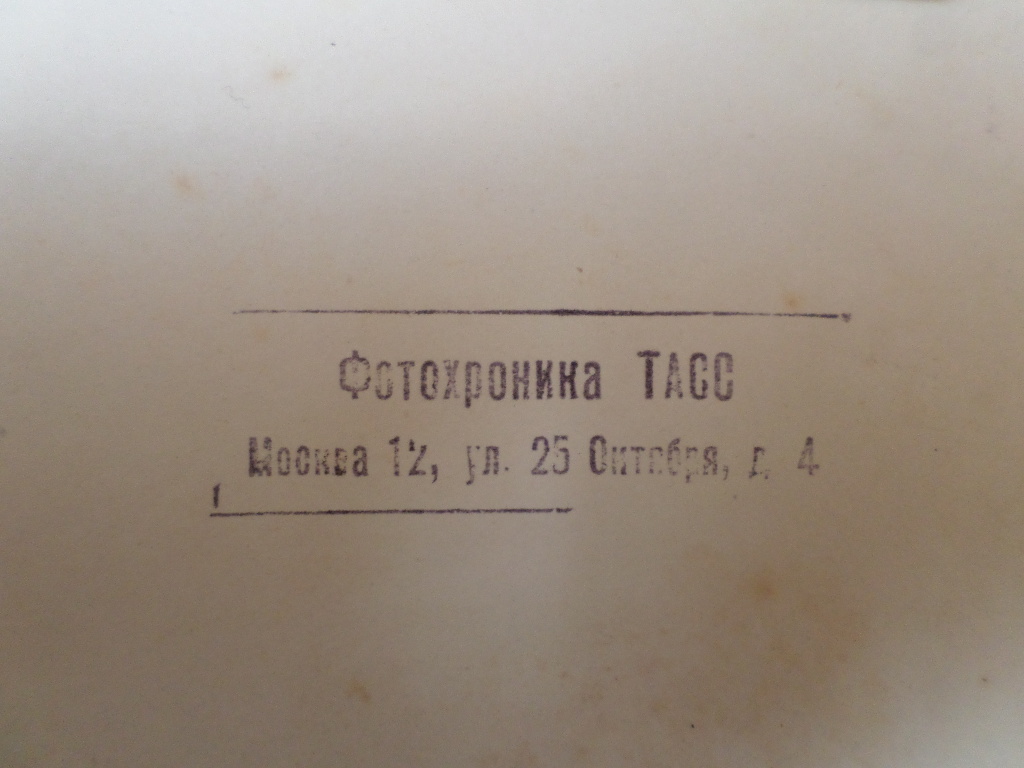 Фотохроника ТАСС
Москва 12, ул. 25 Октября, д. 4